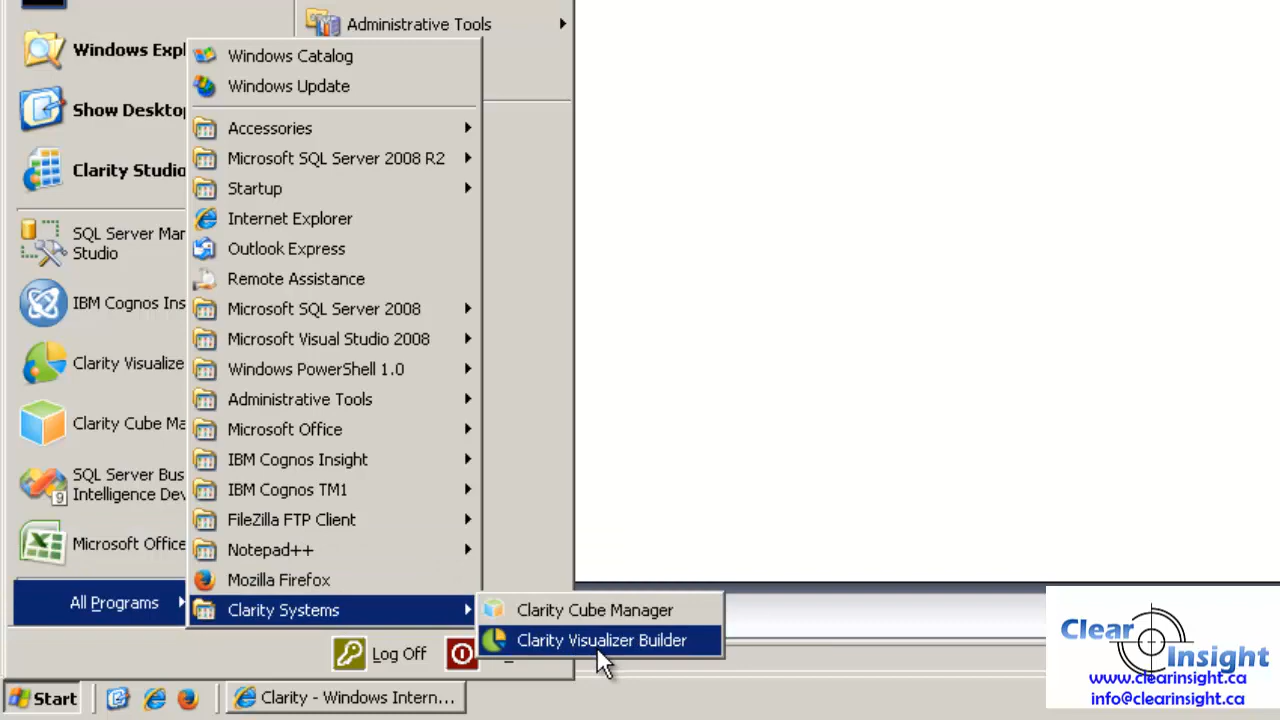 Administrative Tools
Windows Expl
Show Desktop
Clarity Studio
SQL Server Man
Studio
IBM Cognos Ins
Clarity Visualize
Clarity Cube Ma
SQL Server Bus
Intelligence Dev
9
Microsoft Office
All Programs
Windows Catalog
Windows Update
Accessories
Microsoft SQL Server 2008 R2
Startup
Internet Explorer
Outlook Express
Remote Assistance
Microsoft SQL Server 2008
Microsoft Visual Studio 2008
Windows PowerShell 1.0
Administrative Tools
Microsoft Office
IBM Cognos Insight
IBM Cognos TM1
FileZilla FTP Client
Notepad++
Mozilla Firefox
Clarity Systems
Clarity Cube Manager
Clarity Visualizer Builder
Log Off
Start
Clarity - Windows Intern...
Clear
Insight
www.clearinsight.ca
info@clearinsight.ca